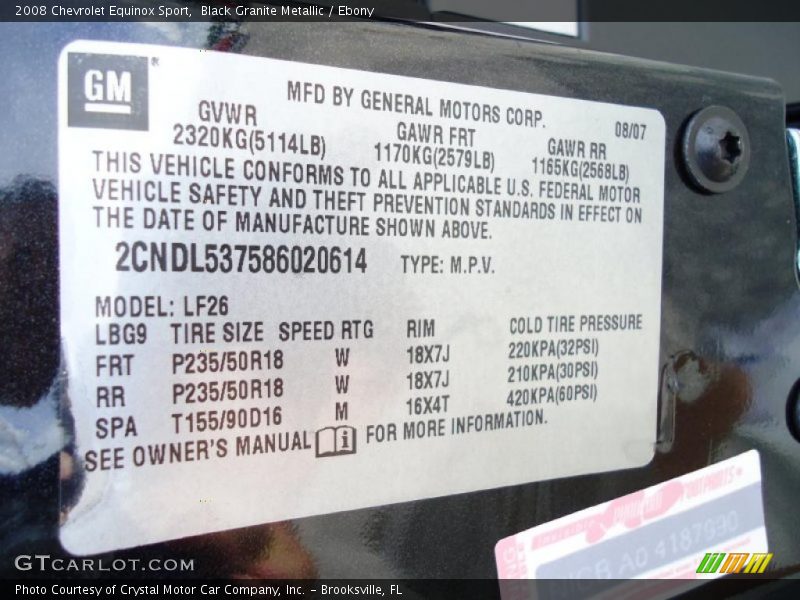 2008 Chevrolet Equinox Sport,  Black Granite Metallic / Ebony
GM®
MFD BY GENERAL MOTORS CORP.
08/07
GVWR GAWR FRT GAWR RR
2320KG(5114LB) 1170KG(2579LB) 1165KG(2568LB)
THIS VEHICLE CONFORMS TO ALL APPLICABLE U.S. FEDERAL MOTOR
VEHICLE SAFETY AND THEFT PREVENTION STANDARDS IN EFFECT ON
THE DATE OF MANUFACTURE SHOWN ABOVE.
2CNDL537586020614 TYPE: M.P.V.
MODEL: LF26
LBG9 TIRE SIZE SPEED RTG RIM COLD TIRE PRESSURE
FRT P235/50R18 W 18X7J 220KPA(32PSI)
RR P235/50R18 W 18X7J 210KPA(30PSI)
SPA T155/90D16 M 16X4T 420KPA(60PSI)
SEE OWNER'S MANUAL i FOR MORE INFORMATION.
4187990
GTCARLOT.COM
Photo Courtesy of Crystal Motor Car Company, Inc. – Brooksville, FL